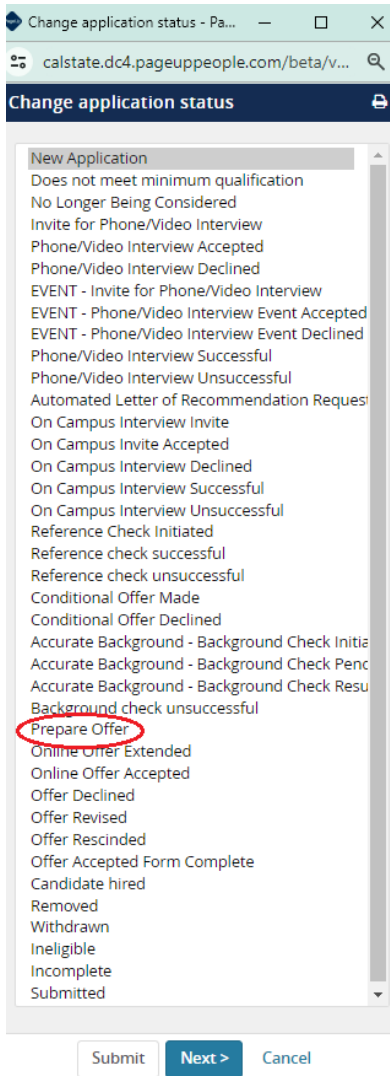 Change application status - Pa...
calstate.dc4.pageuppeople.com/beta/v...
Change application status
New Application
Does not meet minimum qualification
No Longer Being Considered
Invite for Phone/Video Interview
Phone/Video Interview Accepted
Phone/Video Interview Declined
EVENT - Invite for Phone/Video Interview
EVENT - Phone/Video Interview Event Accepted
EVENT - Phone/Video Interview Event Declined
Phone/Video Interview Successful
Phone/Video Interview Unsuccessful
Automated Letter of Recommendation Request
On Campus Interview Invite
On Campus Invite Accepted
On Campus Interview Declined
On Campus Interview Successful
On Campus Interview Unsuccessful
Reference Check Initiated
Reference check successful
Reference check unsuccessful
Conditional Offer Made
Conditional Offer Declined
Accurate Background - Background Check Initia
Accurate Background - Background Check Penc
Accurate Background - Background Check Resu
Background check unsuccessful
Prepare Offer
Online Offer Extended
Online Offer Accepted
Offer Declined
Offer Revised
Offer Rescinded
Offer Accepted Form Complete
Candidate hired
Removed
Withdrawn
Ineligible
Incomplete
Submitted
Submit Next > Cancel